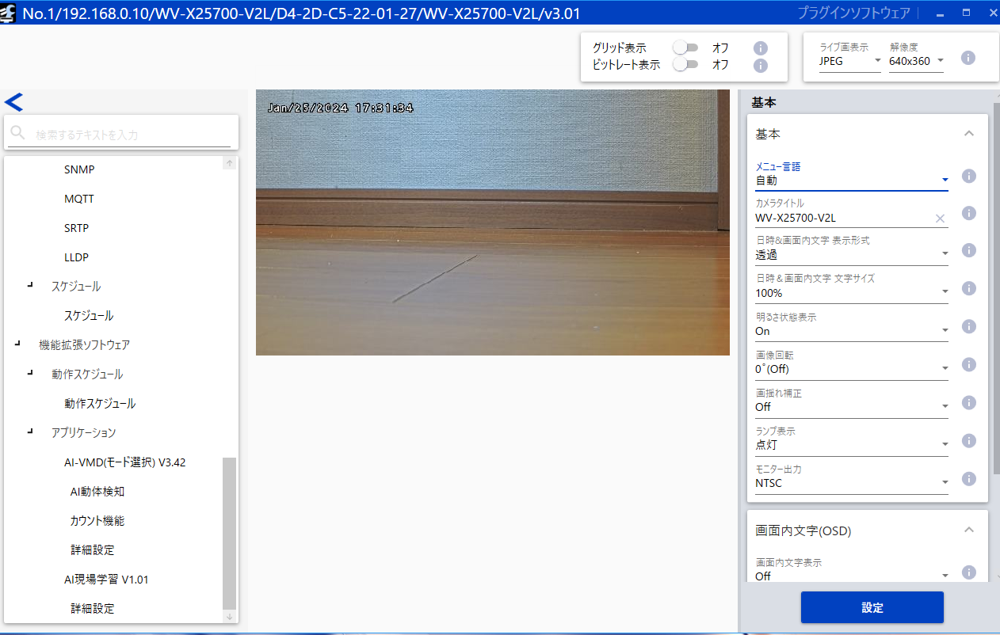 No.1/192.168.0.10/WV-X25700-V2L/D4-2D-C5-22-01-27/WV-X25700-V2L/v3.01
プラグインソフトウェア
グリッド表示 オフ
ビットレート表示 オフ
ライブ画表示
JPEG
解像度
640x360
検索するテキストを入力
SNMP
MQTT
SRTP
LLDP
スケジュール
スケジュール
機能拡張ソフトウェア
動作スケジュール
動作スケジュール
アプリケーション
AI-VMD(モード選択) V3.42
AI動体検知
カウント機能
詳細設定
AI現場学習 V1.01
詳細設定
Jan/25/2024 17:31:34
基本
基本
メニュー言語
自動
カメラタイトル
WV-X25700-V2L
日時&画面内文字 表示形式
透過
日時＆画面内文字 文字サイズ
100%
明るさ状態表示
On
画像回転
0°(Off)
画揺れ補正
Off
ランプ表示
点灯
モニター出力
NTSC
画面内文字(OSD)
画面内文字表示
Off
設定